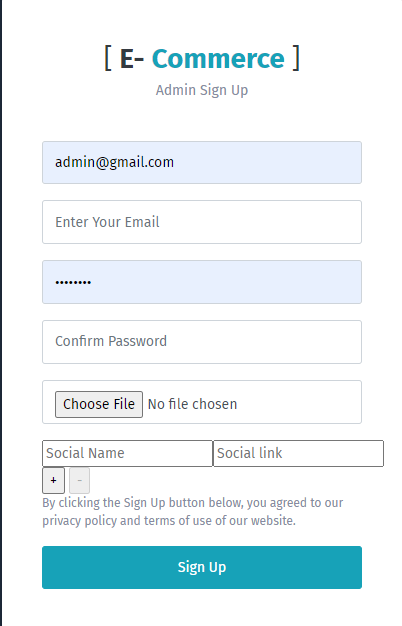 [ E- Commerce ]
Admin Sign Up
admin@gmail.com
Enter Your Email
••••••••
Confirm Password
Choose File No file chosen
Social Name Social link
+ -
By clicking the Sign Up button below, you agreed to our
privacy policy and terms of use of our website.
Sign Up